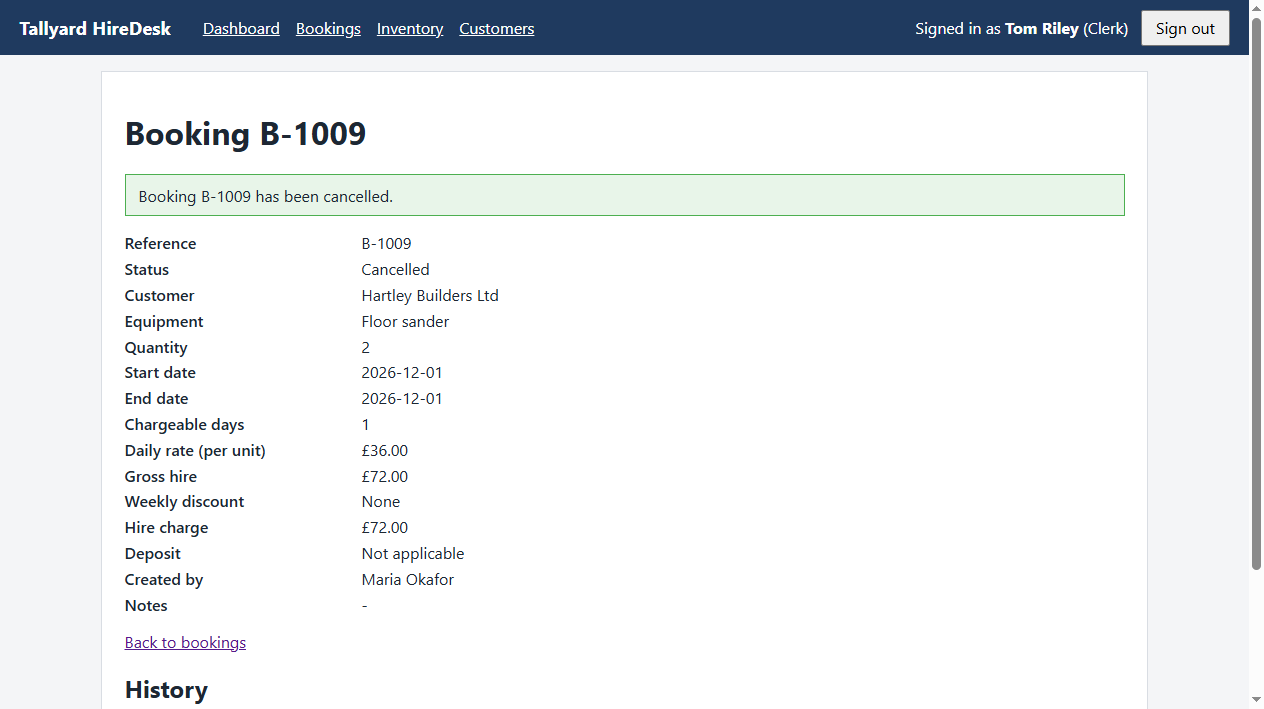 Tallyard HireDesk Dashboard Bookings Inventory Customers Signed in as Tom Riley (Clerk) Sign out
Booking B-1009
Booking B-1009 has been cancelled.
Reference B-1009
Status Cancelled
Customer Hartley Builders Ltd
Equipment Floor sander
Quantity 2
Start date 2026-12-01
End date 2026-12-01
Chargeable days 1
Daily rate (per unit) £36.00
Gross hire £72.00
Weekly discount None
Hire charge £72.00
Deposit Not applicable
Created by Maria Okafor
Notes -
Back to bookings
History